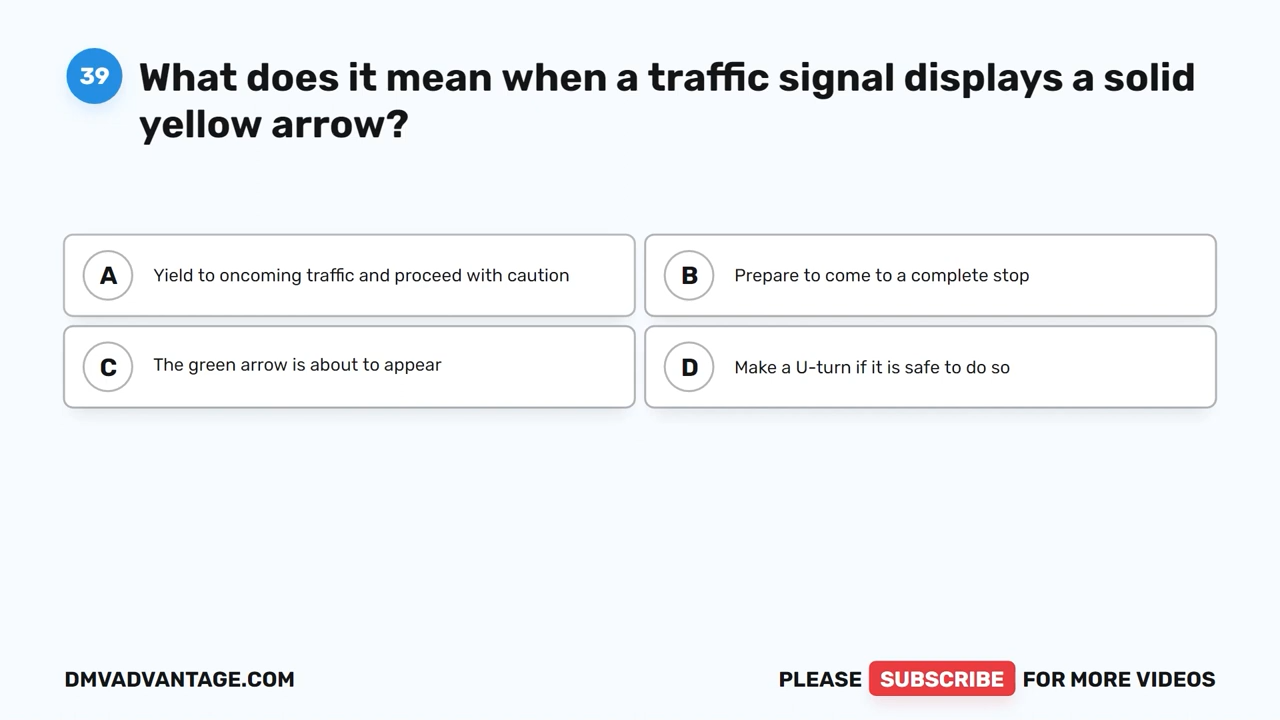 39
What does it mean when a traffic signal displays a solid
yellow arrow?
A Yield to oncoming traffic and proceed with caution
B Prepare to come to a complete stop
C The green arrow is about to appear
D Make a U-turn if it is safe to do so
DMVADVANTAGE.COM
PLEASE SUBSCRIBE FOR MORE VIDEOS